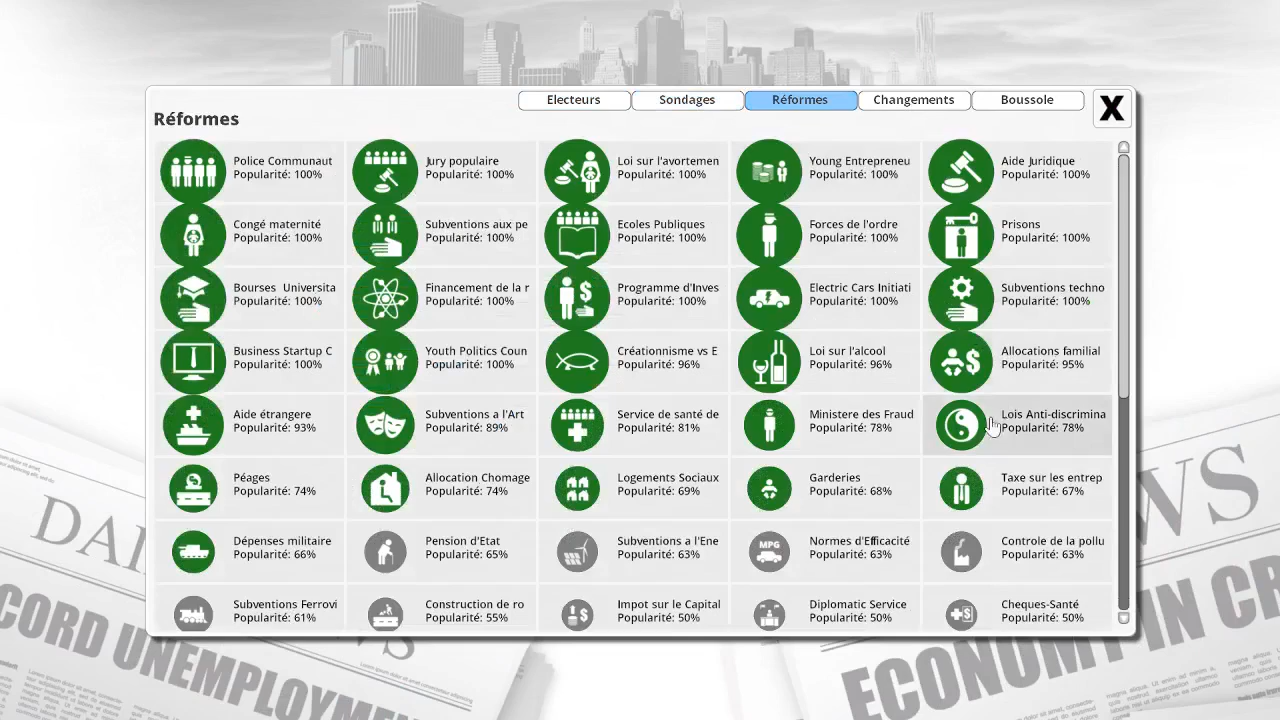 Electeurs
Sondages
Réformes
Changements
Boussole
X
Réformes
Police Communaut
Popularité: 100%
Jury populaire
Popularité: 100%
Loi sur l'avortemen
Popularité: 100%
Young Entrepreneu
Popularité: 100%
Aide Juridique
Popularité: 100%
Congé maternité
Popularité: 100%
Subventions aux pe
Popularité: 100%
Ecoles Publiques
Popularité: 100%
Forces de l'ordre
Popularité: 100%
Prisons
Popularité: 100%
Bourse Universita
Popularité: 100%
Financement de la r
Popularité: 100%
Programme d'Inves
Popularité: 100%
Electric Cars Initiati
Popularité: 100%
Subventions techno
Popularité: 100%
Business Startup C
Popularité: 100%
Youth Politics Coun
Popularité: 100%
Créationnisme vs E
Popularité: 96%
Loi sur l'alcool
Popularité: 96%
Allocations familial
Popularité: 95%
Aide étrangere
Popularité: 93%
Subventions a l'Art
Popularité: 89%
Service de santé de
Popularité: 81%
Ministere des Fraud
Popularité: 78%
Lois Anti-discrimina
Popularité: 78%
Péages
Popularité: 74%
Allocation Chomage
Popularité: 74%
Logements Sociaux
Popularité: 69%
Garderies
Popularité: 68%
Taxe sur les entrep
Popularité: 67%
Dépenses militaire
Popularité: 66%
Pension d'Etat
Popularité: 65%
Subventions a l'Ene
Popularité: 63%
MPG
Normes d'Efficacité
Popularité: 63%
Controle de la pollu
Popularité: 63%
Subventions Ferrovi
Popularité: 61%
Construction de ro
Popularité: 55%
Impot sur le Capital
Popularité: 50%
Diplomatic Service
Popularité: 50%
Cheques-Santé
Popularité: 50%
DAI
WS
CORD UNEMPLOYME
ECONOMY IN CR